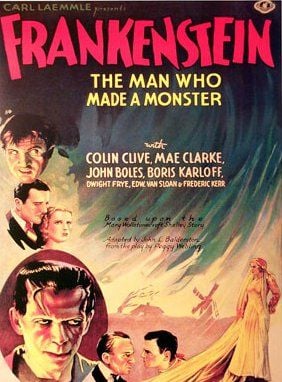 CARL LAEMMLE presents
FRANKENSTEIN
THE MAN WHO
MADE A MONSTER
with
COLIN CLIVE, MAE CLARKE,
JOHN BOLES, BORIS KARLOFF,
DWIGHT FRYE, EDW. VAN SLOAN & FREDERIC KERR
Based upon the
Mary Wollstonecraft Shelley Story
Adapted by John L. Balderston
from the play by Peggy Webling